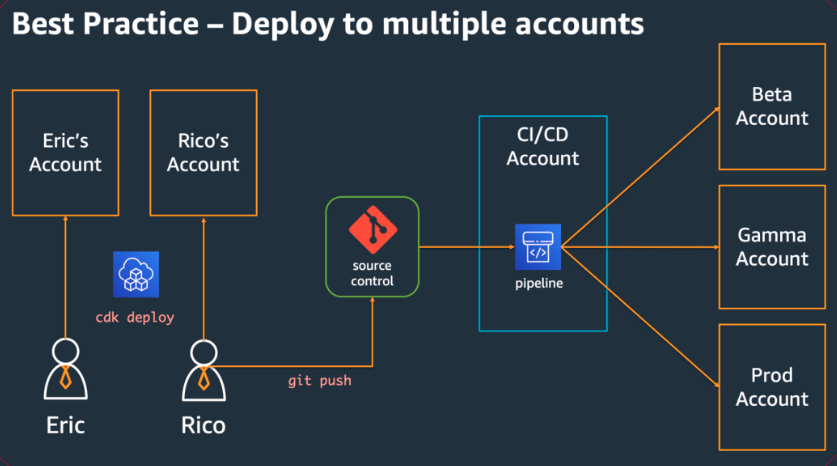 Best Practice – Deploy to multiple accounts
Eric's
Account
Rico's
Account
cdk deploy
Eric
Rico
git push
source
control
CI/CD
Account
pipeline
Beta
Account
Gamma
Account
Prod
Account